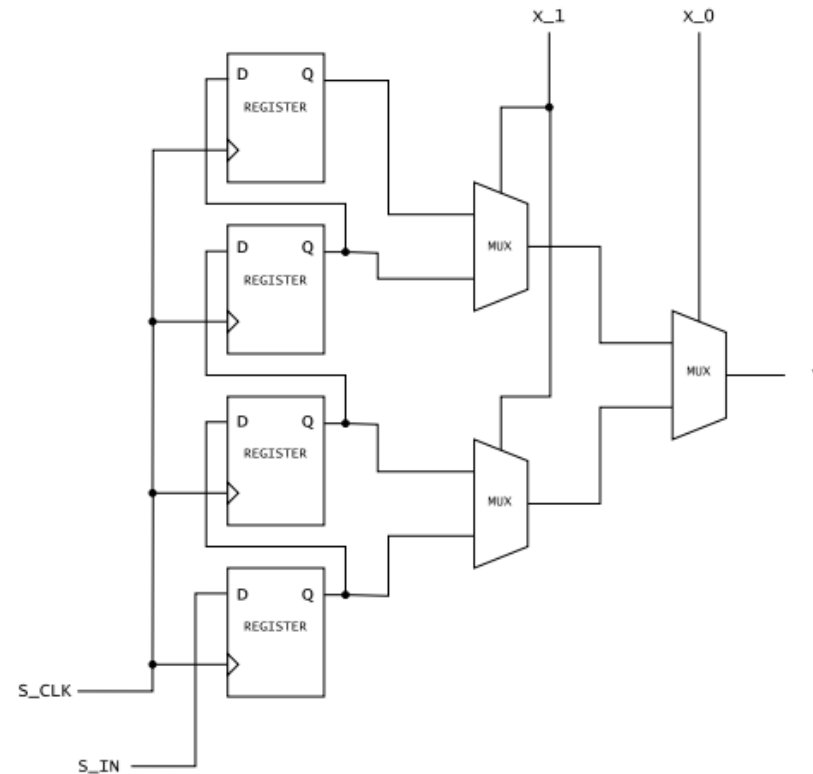 X_1 X_0
D Q
REGISTER
MUX
D Q
REGISTER
MUX
D Q
REGISTER
MUX
D Q
REGISTER
S_CLK
S_IN